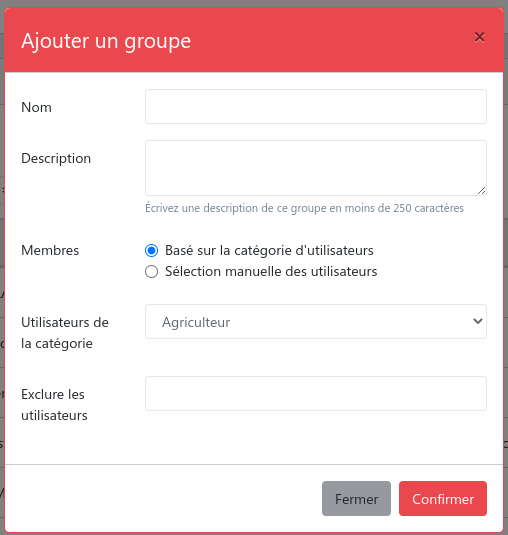 Ajouter un groupe
×
Nom
Description
Écrivez une description de ce groupe en moins de 250 caractères
Membres
Basé sur la catégorie d'utilisateurs
Sélection manuelle des utilisateurs
Utilisateurs de
la catégorie
Agriculteur
Exclure les
utilisateurs
Fermer
Confirmer